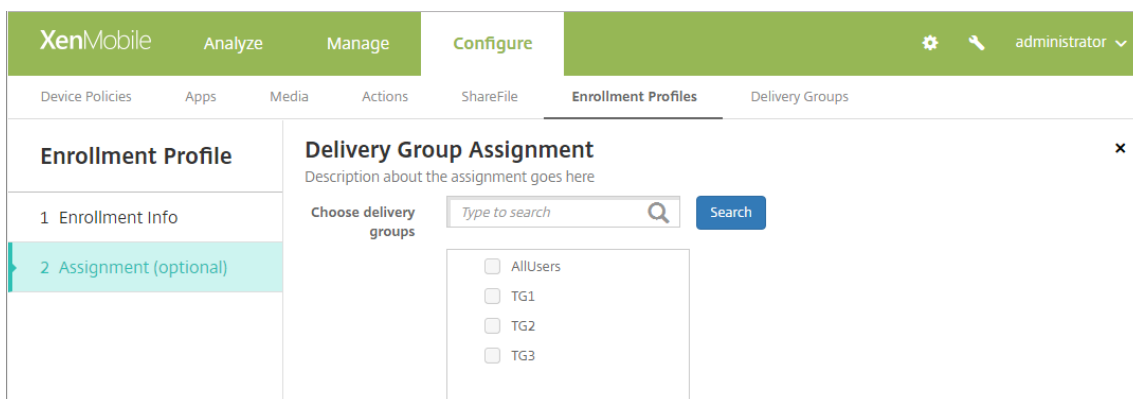 XenMobile Analyze Manage Configure administrator
Device Policies Apps Media Actions ShareFile Enrollment Profiles Delivery Groups
Enrollment Profile
1 Enrollment Info
2 Assignment (optional)
Delivery Group Assignment
Description about the assignment goes here
Choose delivery
groups
Type to search Search
AllUsers
TG1
TG2
TG3